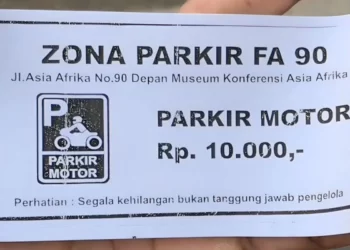 ZONA PARKIR FA 90
Jl.Asia Afrika No.90 Depan Museum Konferensi Asia Afrika
P
PARKIR
MOTOR
PARKIR MOTOR
Rp. 10.000,-
Perhatian : Segala kehilangan bukan tanggung jawab pengelola